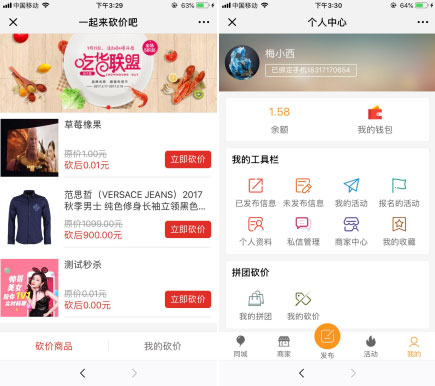 中国移动
下午3:29
63%
一起来砍价吧
吃货联盟
草莓橡果
原价1.00元
砍后0.01元
立即砍价
范思哲（VERSACE JEANS）2017
秋季男士 纯色修身长袖立领黑色...
原价1099.00元
砍后900.00元
立即砍价
测试秒杀
原价0.01元
砍后0.00元
立即砍价
砍价商品
我的砍价
中国移动
下午3:30
64%
个人中心
梅小西
已绑定手机18317170654
1.58
余额
我的钱包
我的工具栏
已发布信息
未发布信息
我的活动
报名的活动
个人资料
私信管理
商家中心
我的收藏
拼团砍价
我的拼团
我的砍价
同城
商家
发布
活动
我的